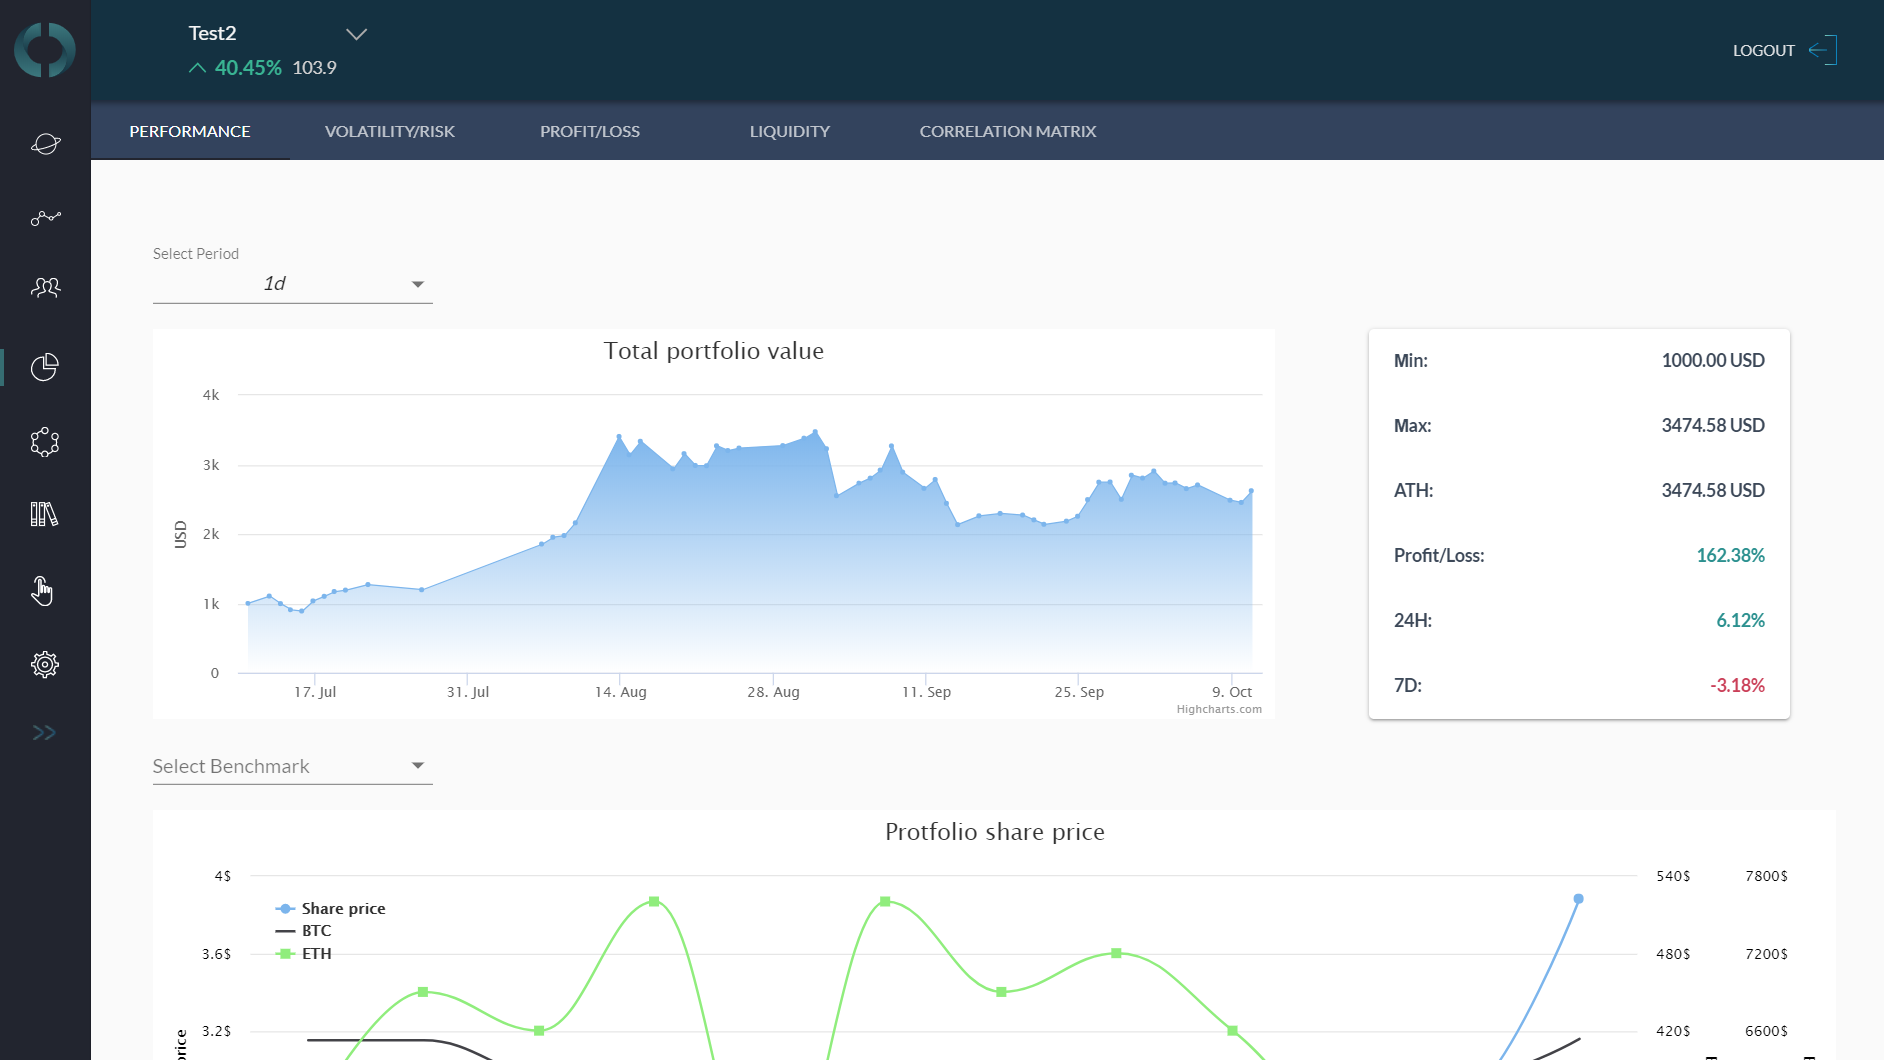 Test2
40.45% 103.9
LOGOUT
PERFORMANCE VOLATILITY/RISK PROFIT/LOSS LIQUIDITY CORRELATION MATRIX
Select Period
1d
Total portfolio value
4k
3k
2k
1k
0
USD
17. Jul 31. Jul 14. Aug 28. Aug 11. Sep 25. Sep 9. Oct
Highcharts.com
Min: 1000.00 USD
Max: 3474.58 USD
ATH: 3474.58 USD
Profit/Loss: 162.38%
24H: 6.12%
7D: -3.18%
Select Benchmark
Protfolio share price
4$ 540$ 7800$
Share price
BTC
ETH
3.6$ 480$ 7200$
3.2$ 420$ 6600$